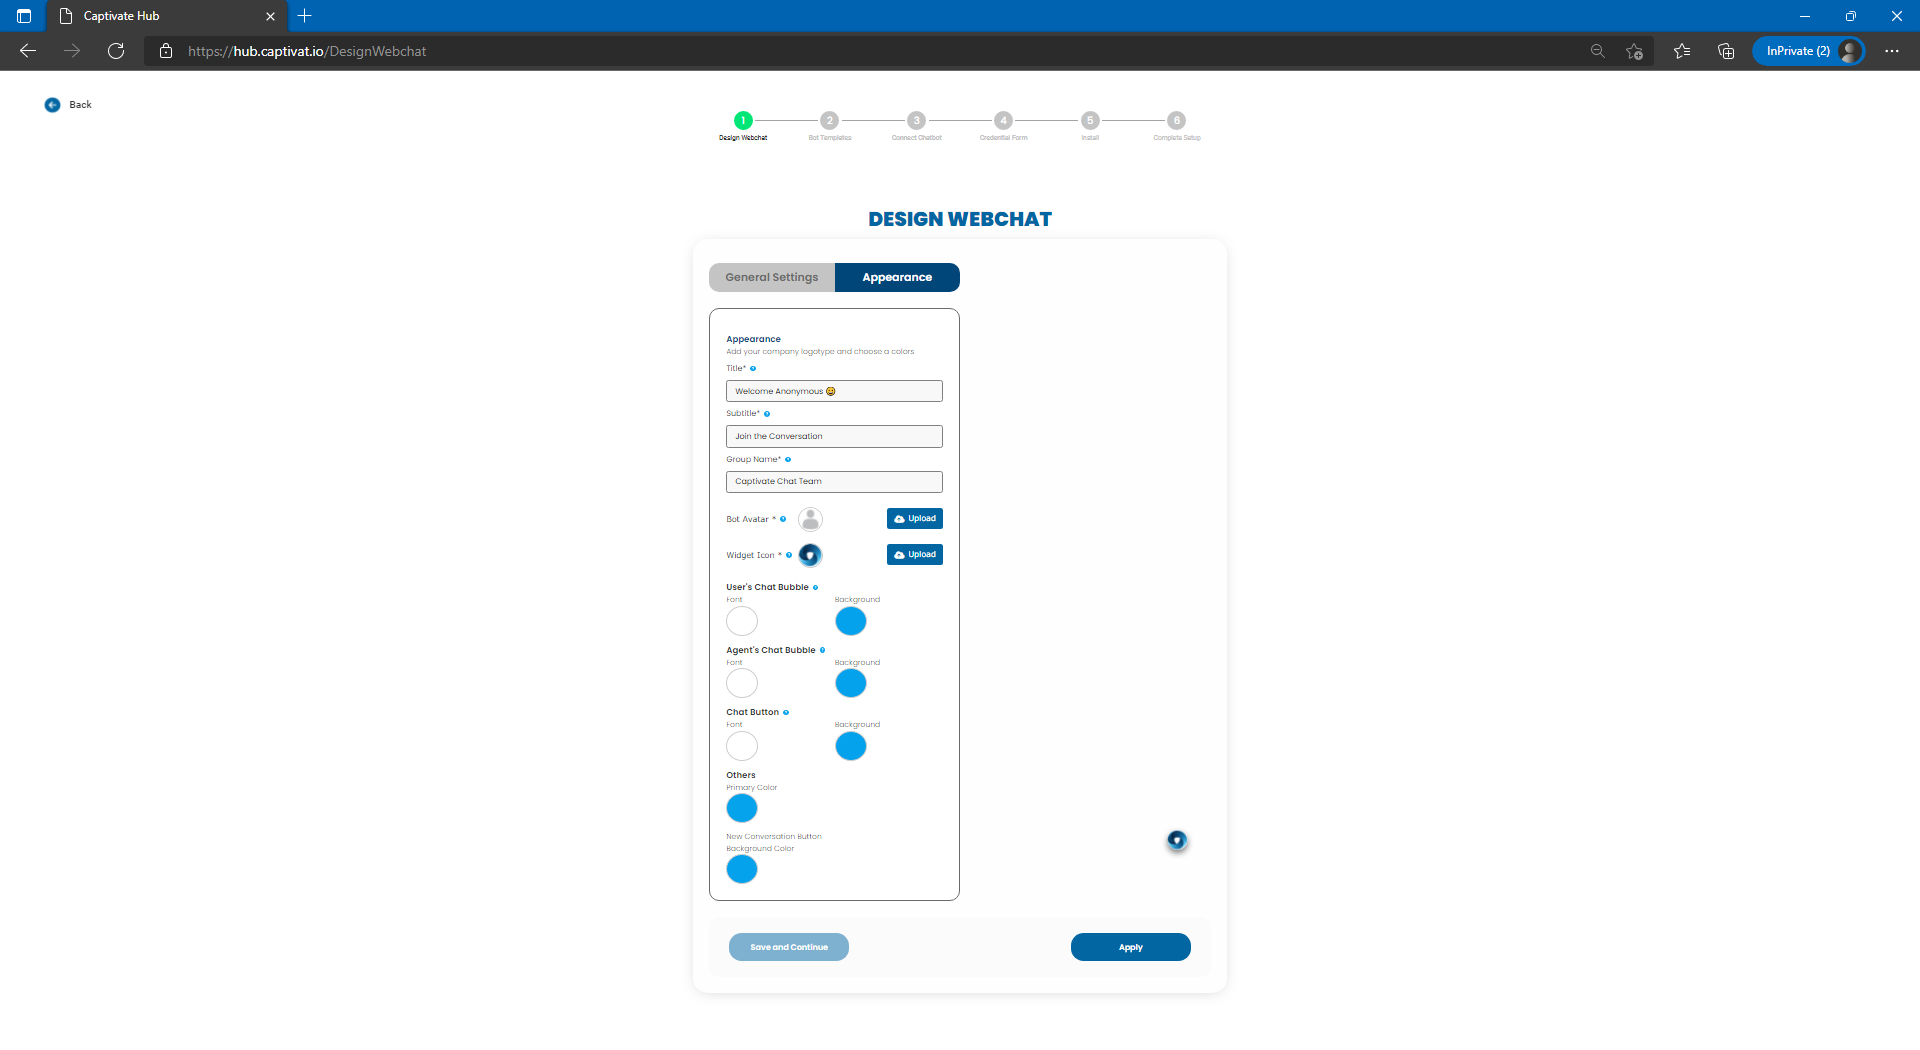 Captivate Hub
https://hub.captivat.io/DesignWebchat
InPrivate (2)
Back
1 2 3 4 5 6
Design Webchat Bot Templates Connect Chatbot Credential Form Install Complete Setup
DESIGN WEBCHAT
General Settings Appearance
Appearance
Add your company logotype and choose a colors
Title* ?
Welcome Anonymous 😀
Subtitle* ?
Join the Conversation
Group Name* ?
Captivate Chat Team
Bot Avatar * ? Upload
Widget Icon * ? Upload
User's Chat Bubble ?
Font Background
Agent's Chat Bubble ?
Font Background
Chat Button ?
Font Background
Others
Primary Color
New Conversation Button
Background Color
Save and Continue Apply